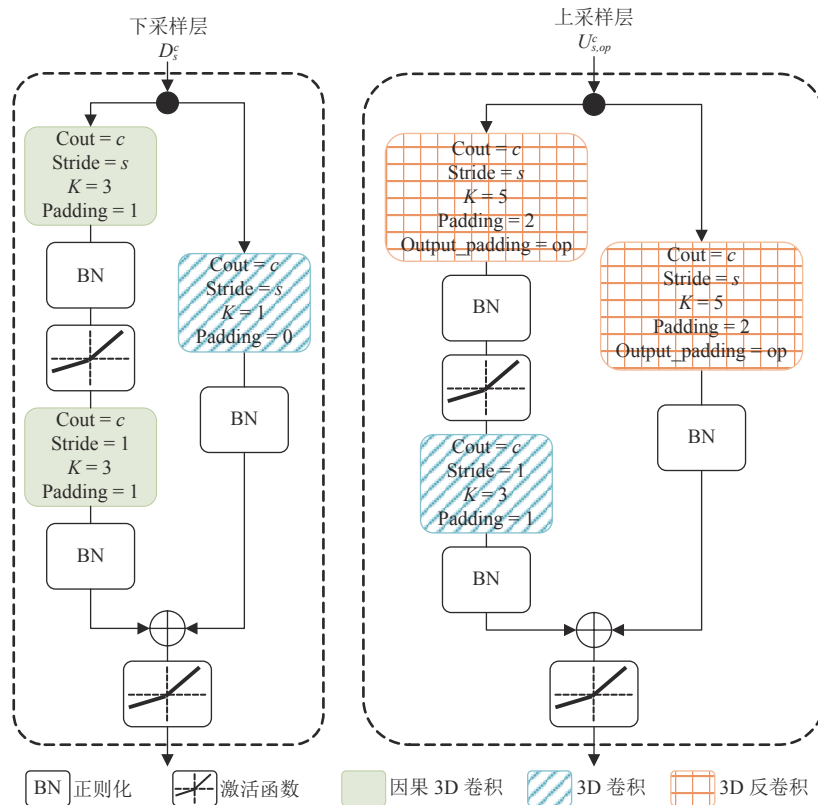 下采样层
D_s^c
Cout = c
Stride = s
K = 3
Padding = 1
BN
Cout = c
Stride = 1
K = 3
Padding = 1
BN
Cout = c
Stride = s
K = 1
Padding = 0
BN
上采样层
U_{s,op}^c
Cout = c
Stride = s
K = 5
Padding = 2
Output_padding = op
BN
Cout = c
Stride = 1
K = 3
Padding = 1
BN
Cout = c
Stride = s
K = 5
Padding = 2
Output_padding = op
BN
BN 正则化 激活函数 因果 3D 卷积 3D 卷积 3D 反卷积